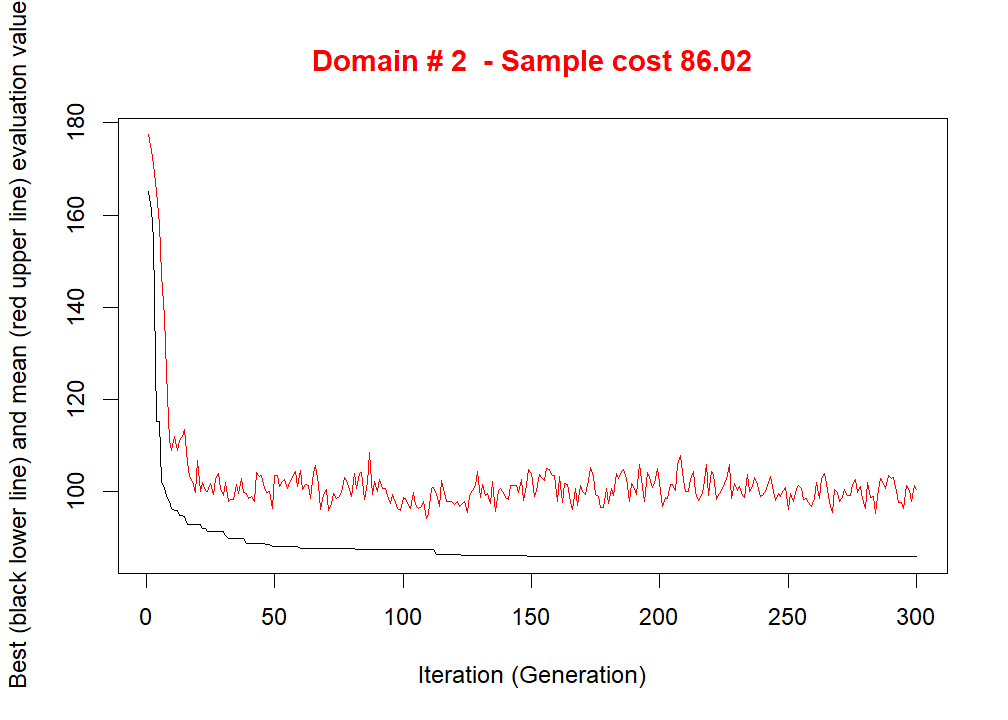 Domain # 2 - Sample cost 86.02
Best (black lower line) and mean (red upper line) evaluation value
180
160
140
120
100
0 50 100 150 200 250 300
Iteration (Generation)